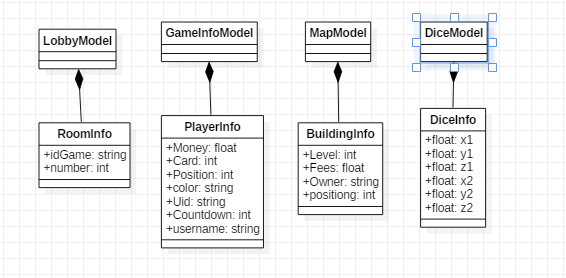 LobbyModel
GameInfoModel
MapModel
DiceModel
RoomInfo
+idGame: string
+number: int
PlayerInfo
+Money: float
+Card: int
+Position: int
+color: string
+Uid: string
+Countdown: int
+username: string
BuildingInfo
+Level: int
+Fees: float
+Owner: string
+positiong: int
DiceInfo
+float: x1
+float: y1
+float: z1
+float: x2
+float: y2
+float: z2